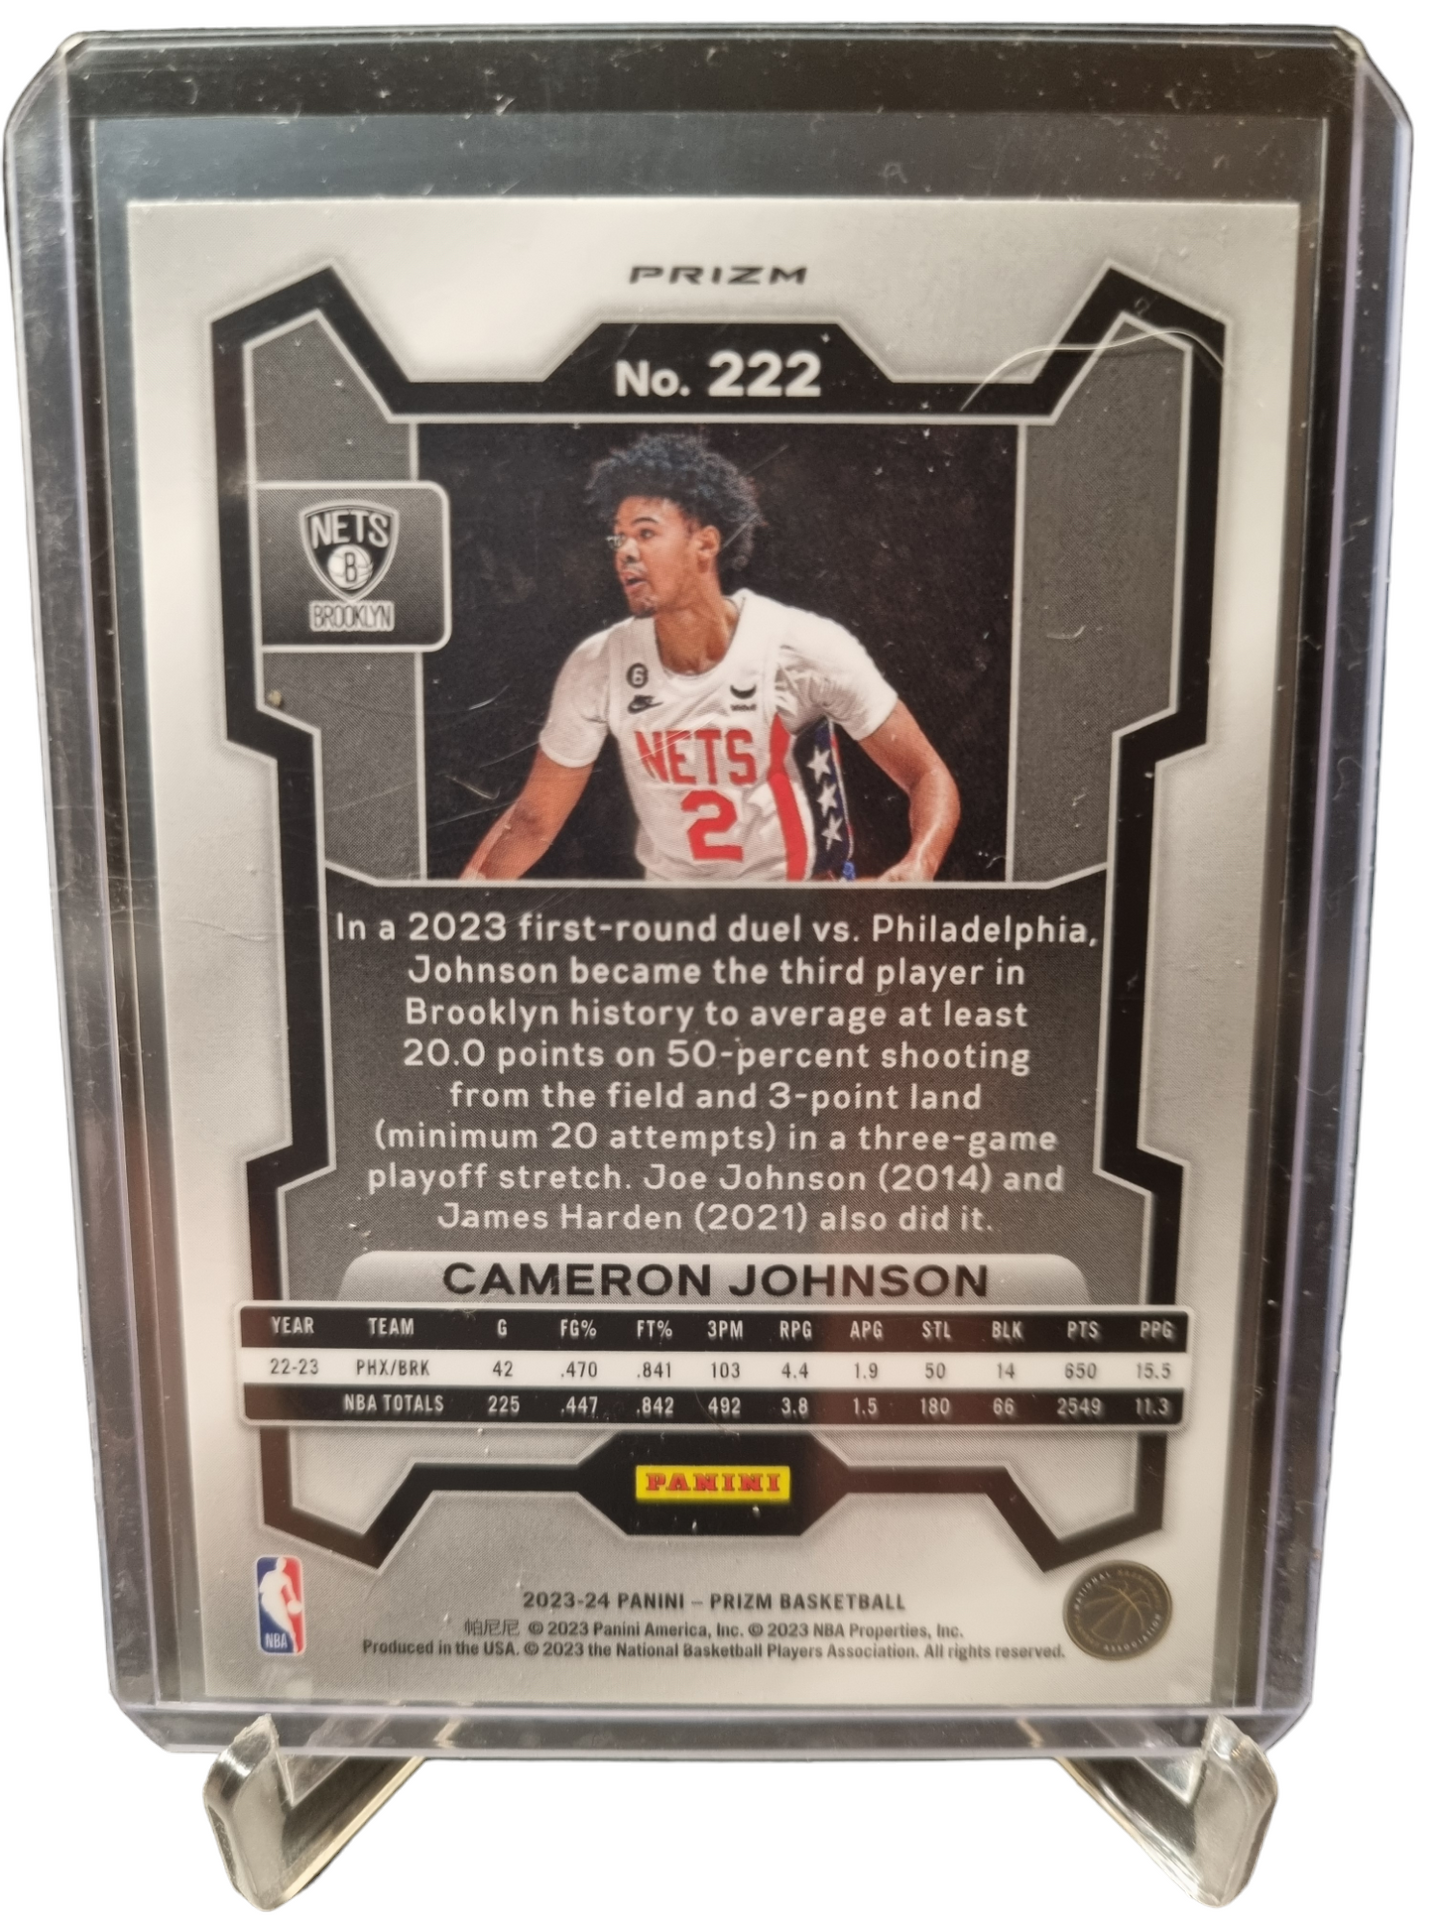 PRIZM
No. 222
NETS
B
BROOKLYN
6
NETS
2
In a 2023 first-round duel vs. Philadelphia,
Johnson became the third player in
Brooklyn history to average at least
20.0 points on 50-percent shooting
from the field and 3-point land
(minimum 20 attempts) in a three-game
playoff stretch. Joe Johnson (2014) and
James Harden (2021) also did it.
CAMERON JOHNSON
YEAR TEAM G FG% FT% 3PM RPG APG STL BLK PTS PPG
22-23 PHX/BRK 42 .470 .841 103 4.4 1.9 50 14 650 15.5
NBA TOTALS 225 .447 .842 492 3.8 1.5 180 66 2549 11.3
PANINI
NBA
2023-24 PANINI – PRIZM BASKETBALL
帕尼尼 © 2023 Panini America, Inc. © 2023 NBA Properties, Inc.
Produced in the USA. © 2023 the National Basketball Players Association. All rights reserved.
NATIONAL BASKETBALL
ASSOCIATION